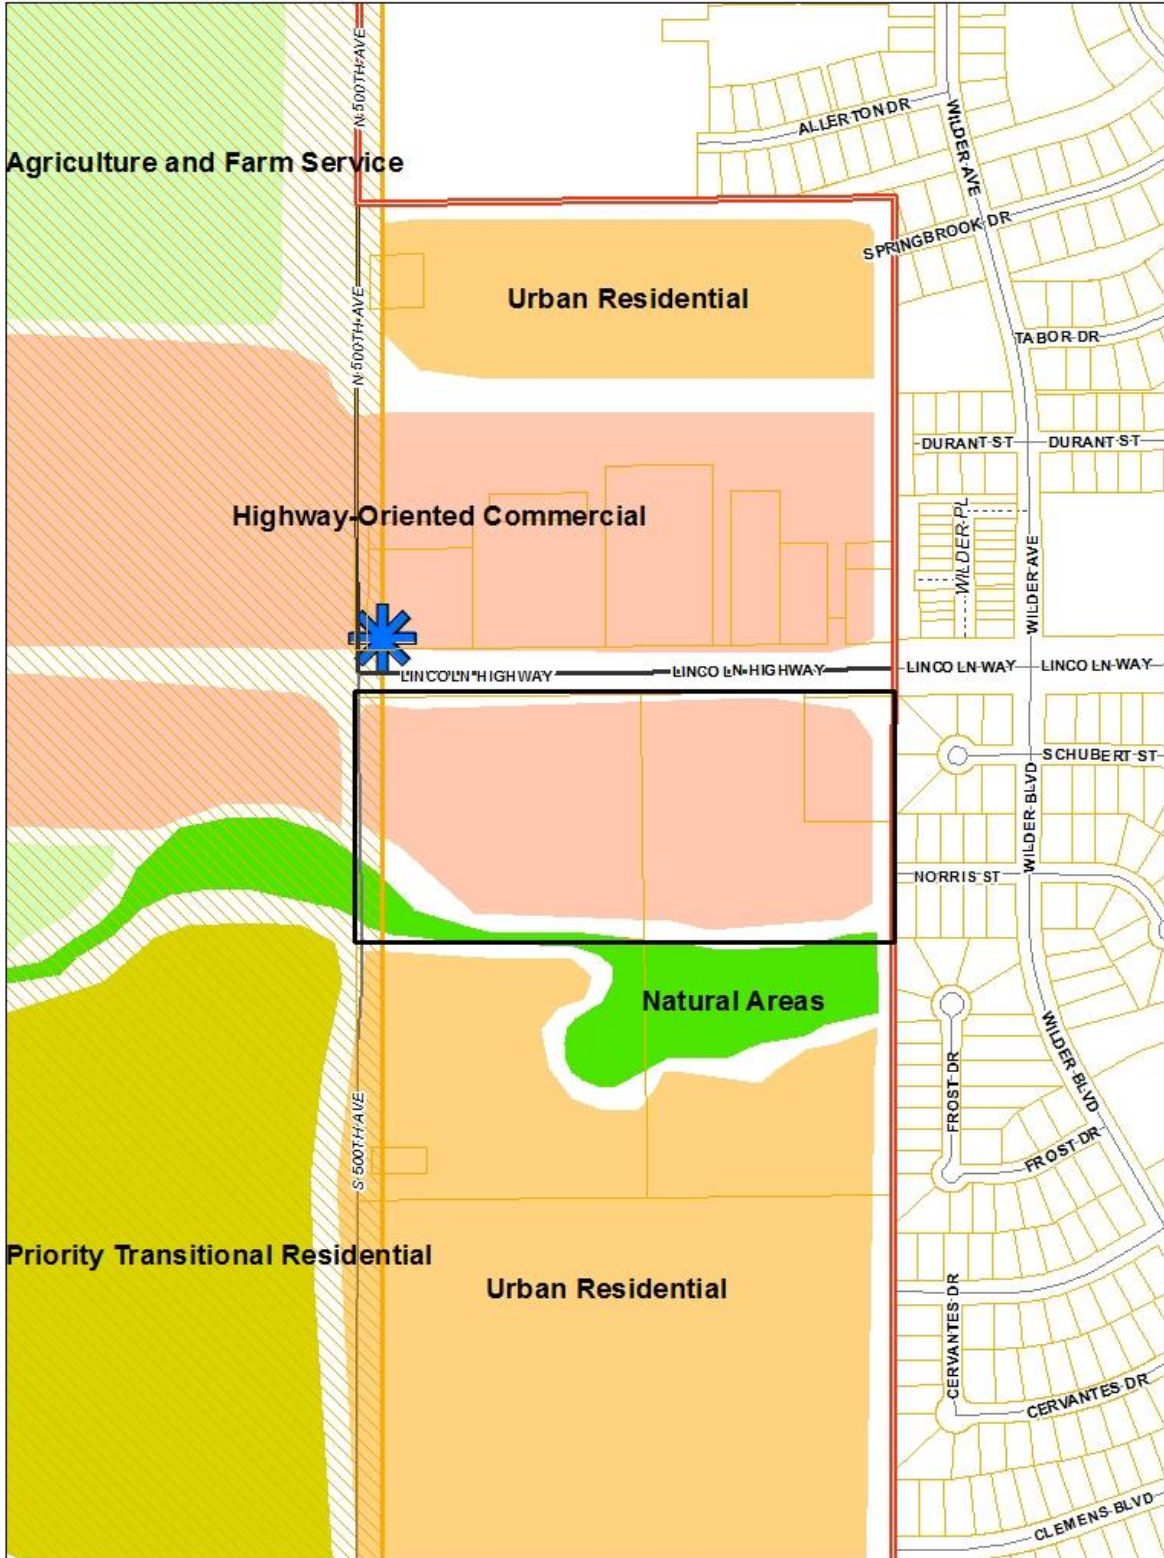 N 500TH AVE
ALLERTON DR
WILDER AVE
Agriculture and Farm Service
SPRINGBROOK DR
Urban Residential
N 500TH AVE
TABOR DR
DURANT ST
DURANT ST
Highway-Oriented Commercial
WILDER PL
WILDER AVE
LINCOLN HIGHWAY
LINCOLN HIGHWAY
LINCOLN WAY
LINCOLN WAY
SCHUBERT ST
WILDER BLVD
NORRIS ST
Natural Areas
WILDER BLVD
FROST DR
FROST DR
S 500TH AVE
Priority Transitional Residential
Urban Residential
CERVANTES DR
CERVANTES DR
CLEMENS BLVD